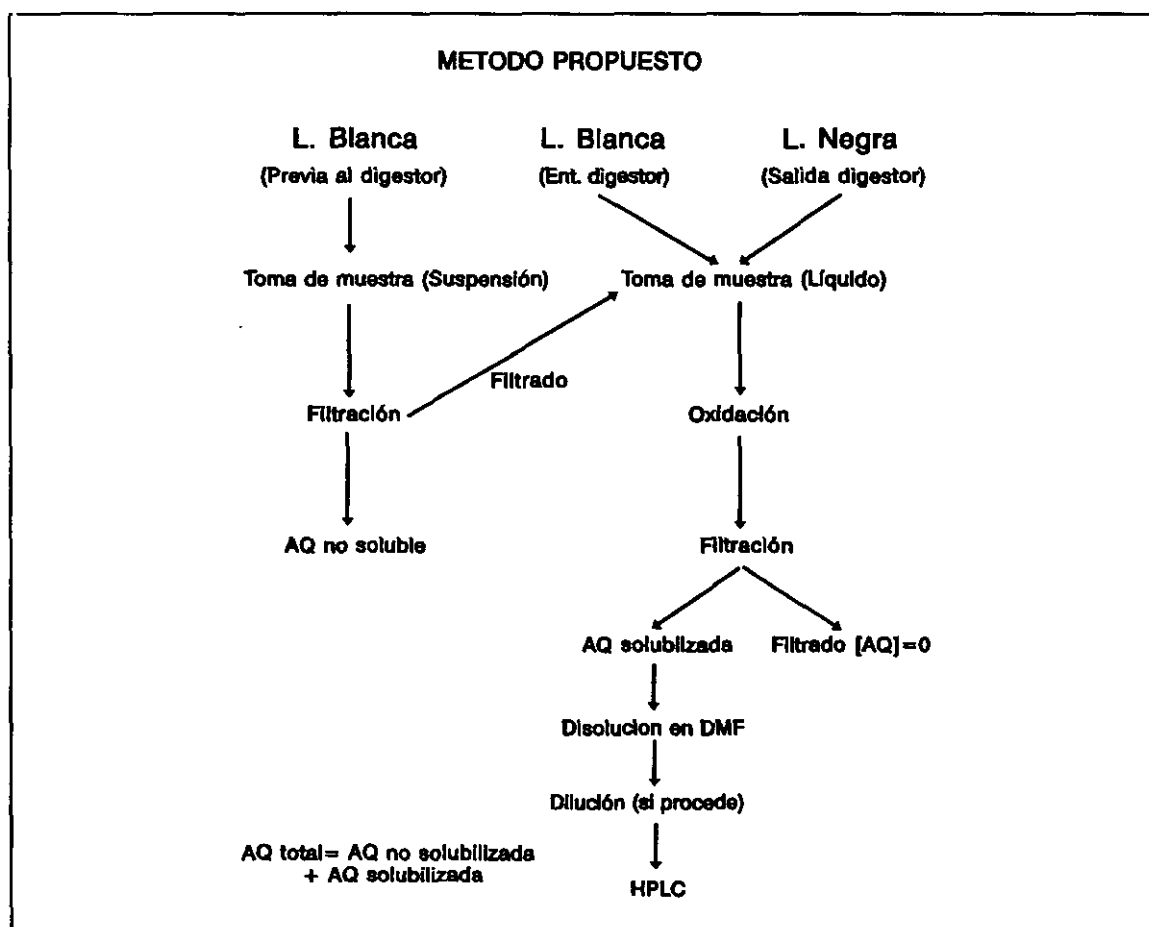 METODO PROPUESTO
L. Blanca
(Previa al digestor)
L. Blanca
(Ent. digestor)
L. Negra
(Salida digestor)
Toma de muestra (Suspensión)
Toma de muestra (Líquido)
Filtrado
Filtración
Oxidación
AQ no soluble
Filtración
AQ solubilzada
Filtrado [AQ]=0
Disolucion en DMF
Dilución (si procede)
AQ total= AQ no solubilizada
+ AQ solubilizada
HPLC